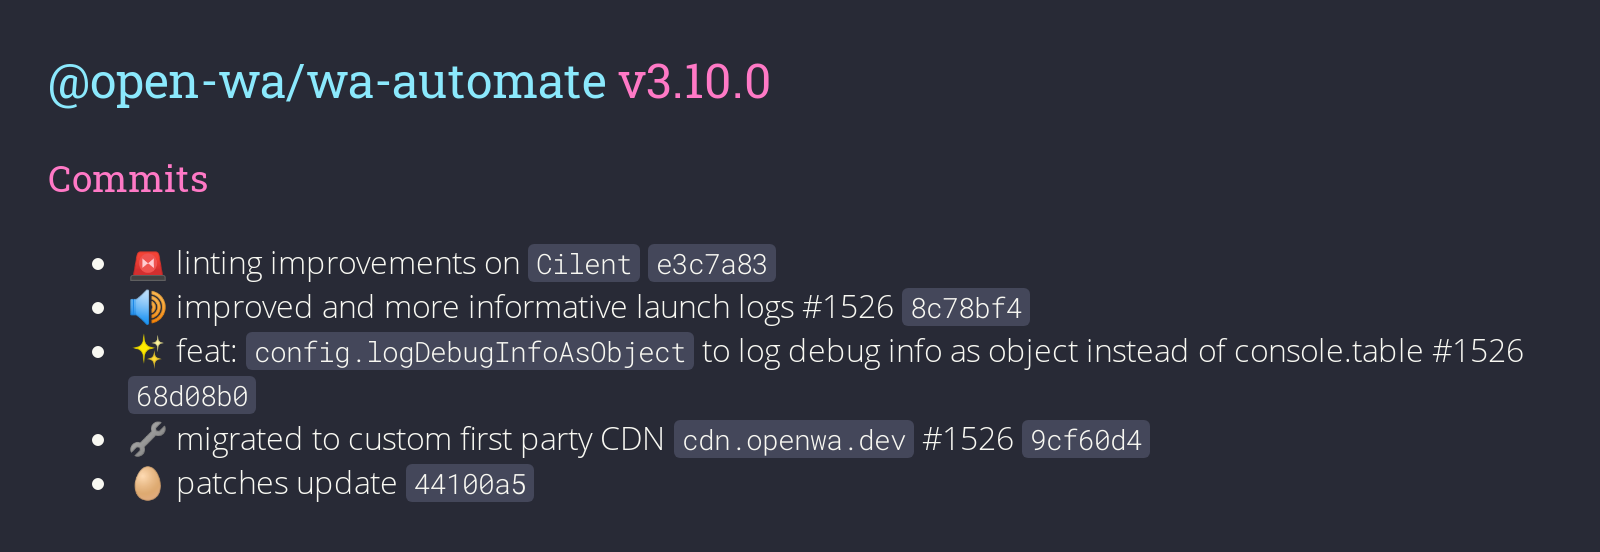 @open-wa/wa-automate v3.10.0
Commits
🚨 linting improvements on Cilent e3c7a83
🔊 improved and more informative launch logs #1526 8c78bf4
✨ feat: config.logDebugInfoAsObject to log debug info as object instead of console.table #1526
68d08b0
🔧 migrated to custom first party CDN cdn.openwa.dev #1526 9cf60d4
🥚 patches update 44100a5